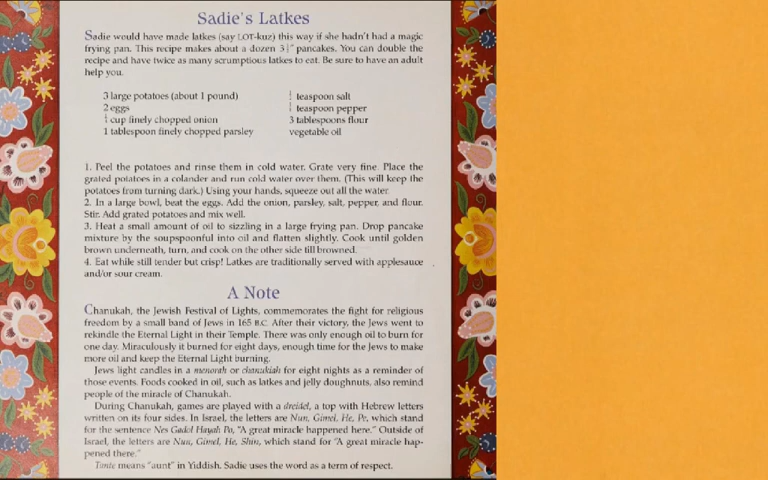 Sadie's Latkes
Sadie would have made latkes (say LOT-kuz) this way if she hadn't had a magic
frying pan. This recipe makes about a dozen 3½" pancakes. You can double the
recipe and have twice as many scrumptious latkes to eat. Be sure to have an adult
help you.
3 large potatoes (about 1 pound)
2 eggs
cup finely chopped onion
1 tablespoon finely chopped parsley
teaspoon salt
teaspoon pepper
3 tablespoons flour
vegetable oil
1. Peel the potatoes and rinse them in cold water. Grate very fine. Place the
grated potatoes in a colander and run cold water over them. (This will keep the
potatoes from turning dark.) Using your hands, squeeze out all the water.
2. In a large bowl, beat the eggs. Add the onion, parsley, salt, pepper, and flour.
Stir. Add grated potatoes and mix well.
3. Heat a small amount of oil to sizzling in a large frying pan. Drop pancake
mixture by the soupspoonful into oil and flatten slightly. Cook until golden
brown underneath, turn, and cook on the other side till browned.
4. Eat while still tender but crisp! Latkes are traditionally served with applesauce
and/or sour cream.
A Note
Chanukah, the Jewish Festival of Lights, commemorates the fight for religious
freedom by a small band of Jews in 165 B.C. After their victory, the Jews went to
rekindle the Eternal Light in their Temple. There was only enough oil to burn for
one day. Miraculously it burned for eight days, enough time for the Jews to make
more oil and keep the Eternal Light burning.
Jews light candles in a menorah or chanukiah for eight nights as a reminder of
those events. Foods cooked in oil, such as latkes and jelly doughnuts, also remind
people of the miracle of Chanukah.
During Chanukah, games are played with a dreidel, a top with Hebrew letters
written on its four sides. In Israel, the letters are Nun, Gimel, He, Pe, which stand
for the sentence Nes Gadol Hayah Po, "A great miracle happened here." Outside of
Israel, the letters are Nun, Gimel, He, Shin, which stand for "A great miracle hap-
pened there."
Tante means "aunt" in Yiddish. Sadie uses the word as a term of respect.